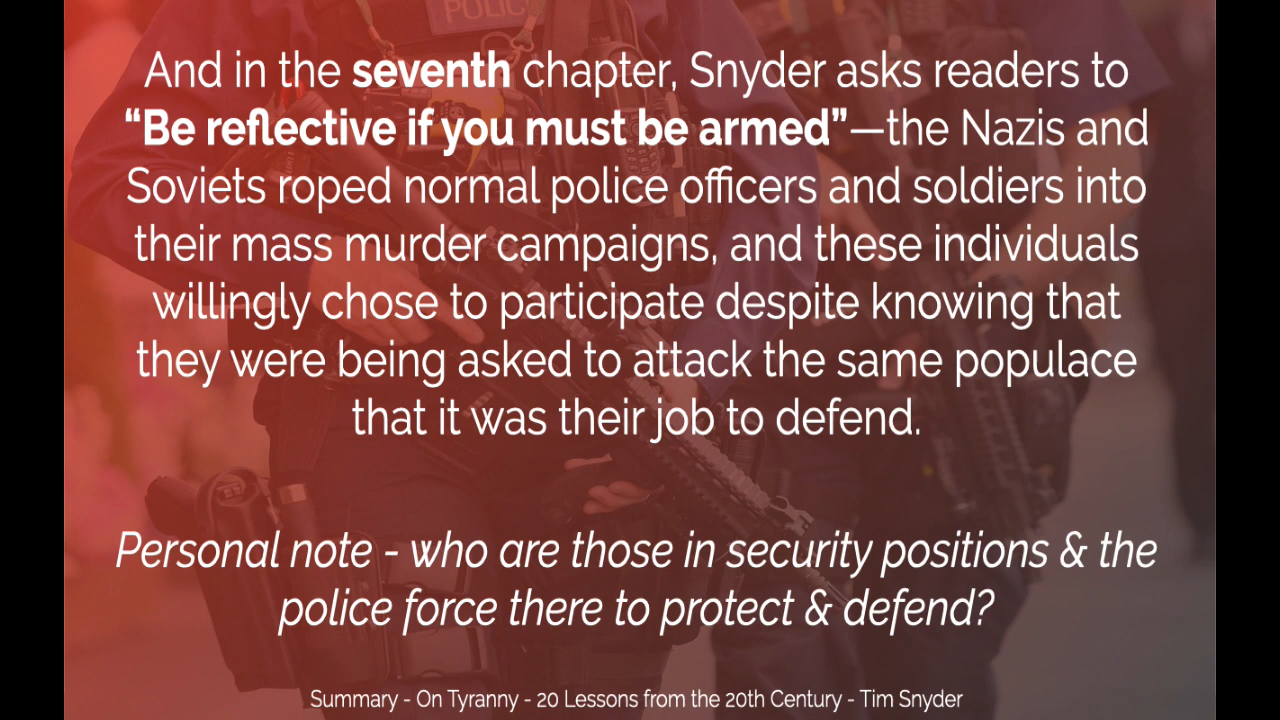 POLIC
And in the seventh chapter, Snyder asks readers to
“Be reflective if you must be armed”—the Nazis and
Soviets roped normal police officers and soldiers into
their mass murder campaigns, and these individuals
willingly chose to participate despite knowing that
they were being asked to attack the same populace
that it was their job to defend.
Personal note - who are those in security positions & the
police force there to protect & defend?
Summary - On Tyranny - 20 Lessons from the 20th Century - Tim Snyder